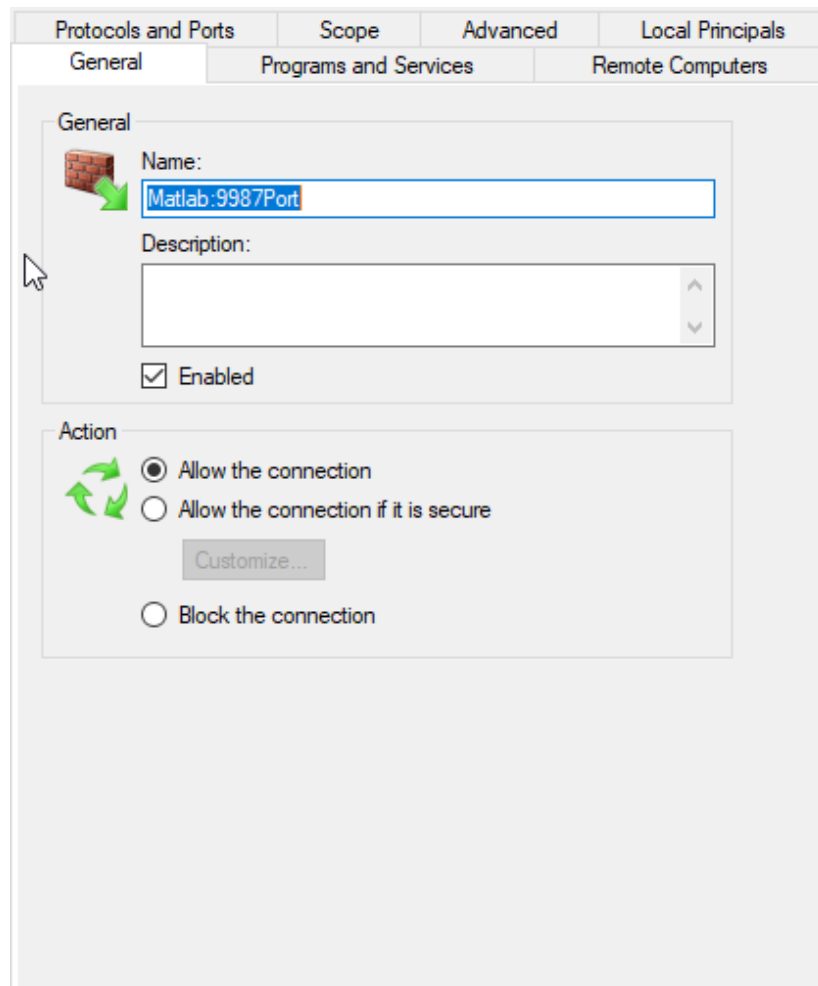 Protocols and Ports Scope Advanced Local Principals
General Programs and Services Remote Computers
General
Name:
Matlab:9987Port
Description:
Enabled
Action
Allow the connection
Allow the connection if it is secure
Customize...
Block the connection